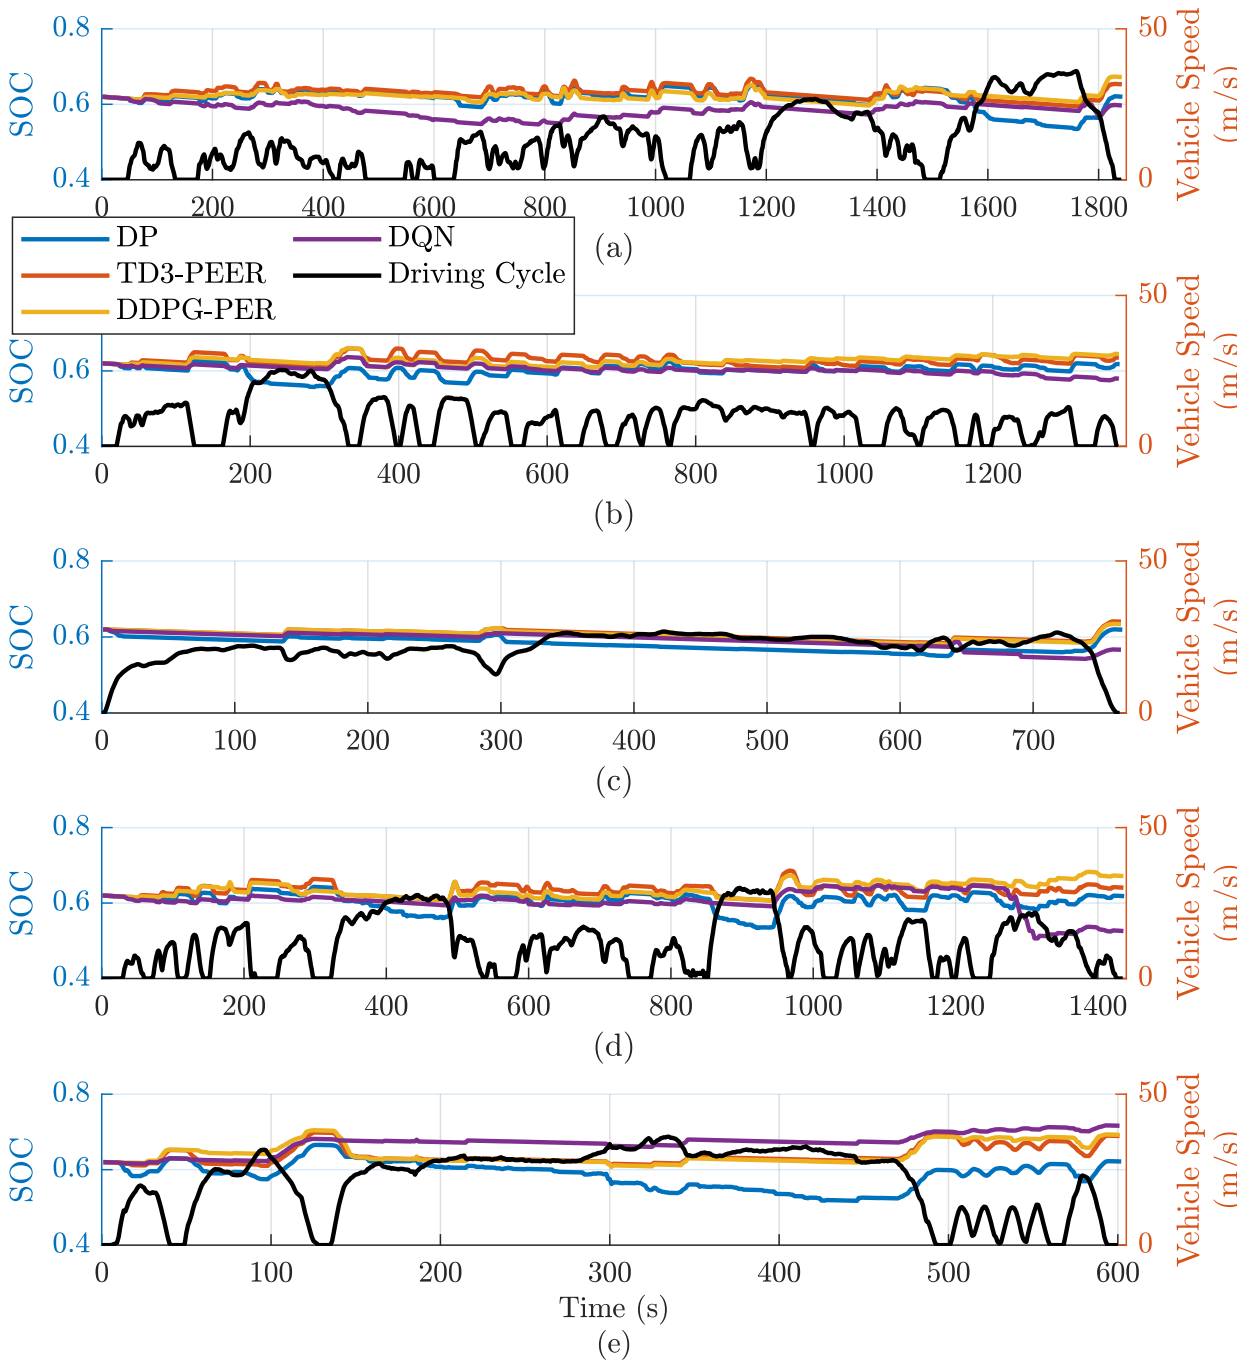 0.8
0.6
0.4
SOC
50
0
Vehicle Speed
(m/s)
0 200 400 600 800 1000 1200 1400 1600 1800
(a)
DP
TD3-PEER
DDPG-PER
DQN
Driving Cycle
0.6
0.4
SOC
50
0
Vehicle Speed
(m/s)
0 200 400 600 800 1000 1200
(b)
0.8
0.6
0.4
SOC
50
0
Vehicle Speed
(m/s)
0 100 200 300 400 500 600 700
(c)
0.8
0.6
0.4
SOC
50
0
Vehicle Speed
(m/s)
0 200 400 600 800 1000 1200 1400
(d)
0.8
0.6
0.4
SOC
50
0
Vehicle Speed
(m/s)
0 100 200 300 400 500 600
Time (s)
(e)